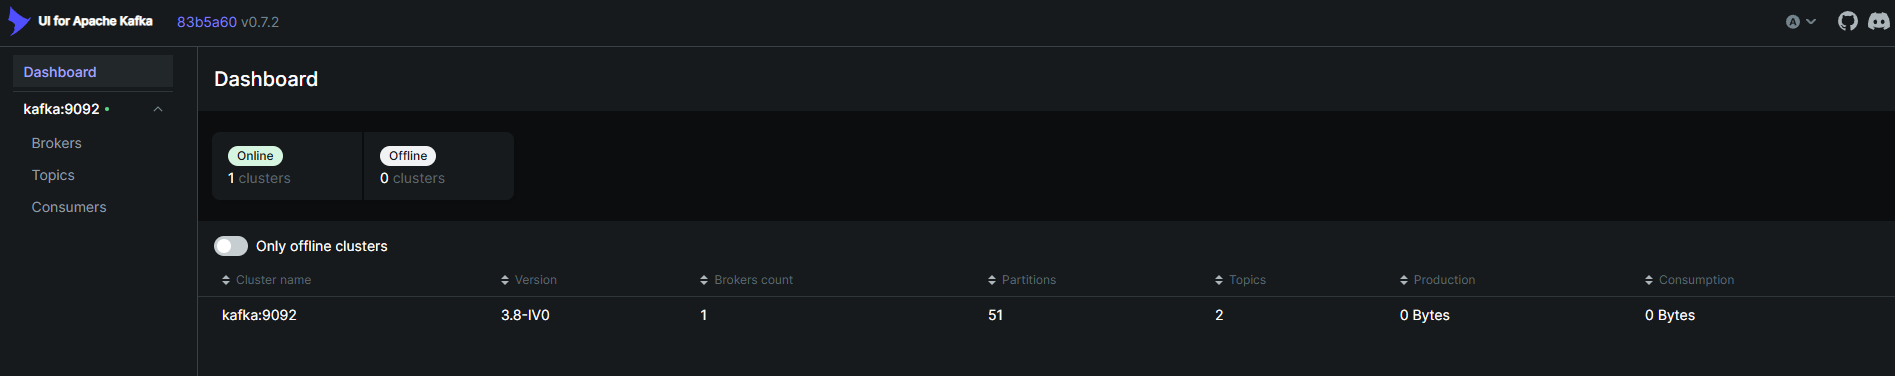 UI for Apache Kafka 83b5a60 v0.7.2 A
Dashboard
kafka:9092
Brokers
Topics
Consumers
Dashboard
Online Offline
1 clusters 0 clusters
Only offline clusters
Cluster name Version Brokers count Partitions Topics Production Consumption
kafka:9092 3.8-IV0 1 51 2 0 Bytes 0 Bytes